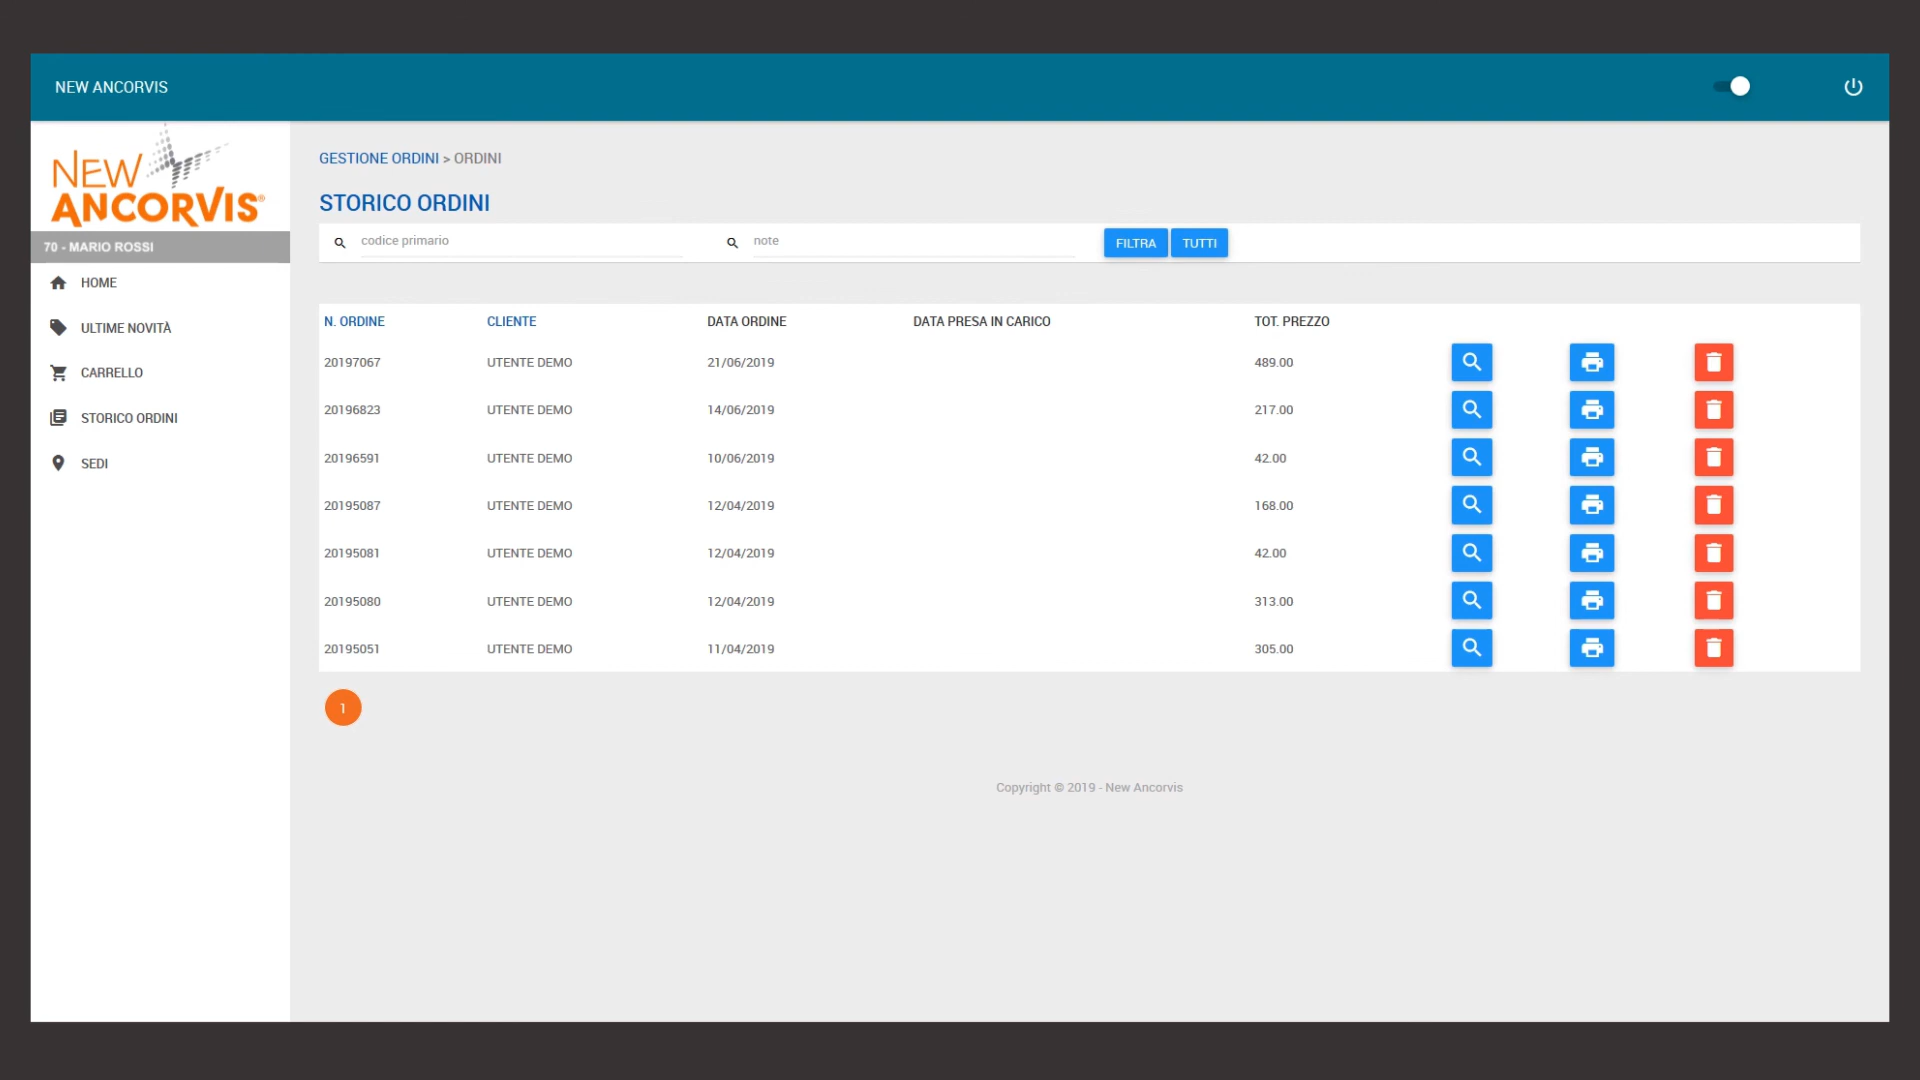 NEW ANCORVIS
NEW
ANCORVIS®
70 - MARIO ROSSI
HOME
ULTIME NOVITÀ
CARRELLO
STORICO ORDINI
SEDI
GESTIONE ORDINI > ORDINI
STORICO ORDINI
codice primario note FILTRA TUTTI
N. ORDINE CLIENTE DATA ORDINE DATA PRESA IN CARICO TOT. PREZZO
20197067 UTENTE DEMO 21/06/2019 489.00
20196823 UTENTE DEMO 14/06/2019 217.00
20196591 UTENTE DEMO 10/06/2019 42.00
20195087 UTENTE DEMO 12/04/2019 168.00
20195081 UTENTE DEMO 12/04/2019 42.00
20195080 UTENTE DEMO 12/04/2019 313.00
20195051 UTENTE DEMO 11/04/2019 305.00
1
Copyright © 2019 - New Ancorvis